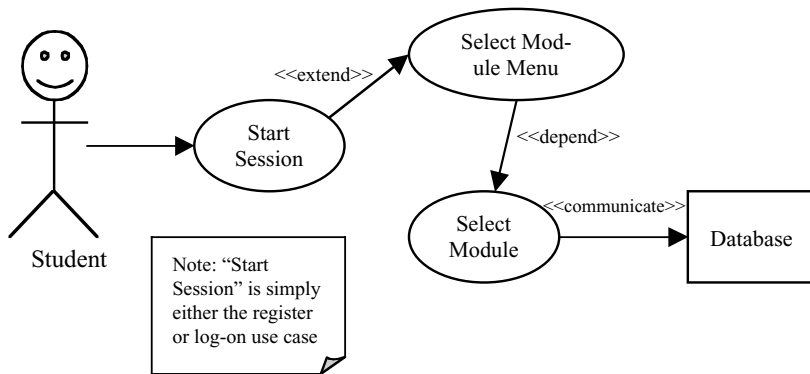 Select Mod-
ule Menu
<<extend>>
Start
Session
<<depend>>
Select
Module
<<communicate>>
Database
Student
Note: “Start
Session” is simply
either the register
or log-on use case